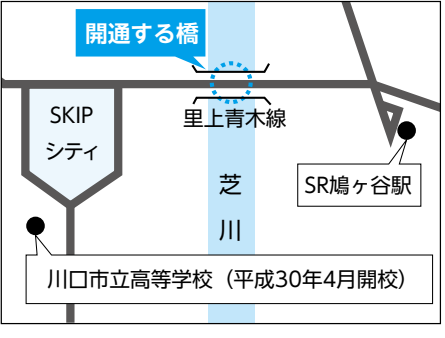 開通する橋
SKIP
シティ
里上青木線
芝
川
SR鳩ヶ谷駅
川口市立高等学校（平成30年4月開校）